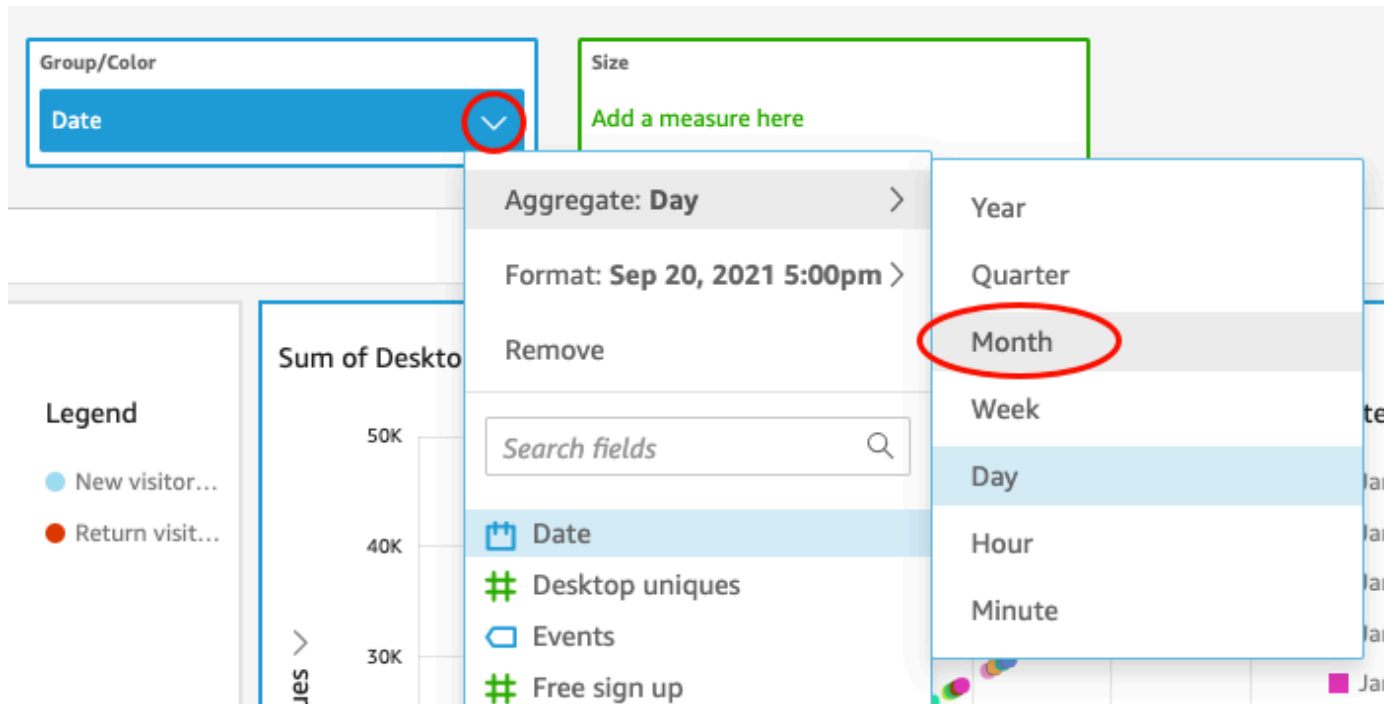 Group/Color
Date
Size
Add a measure here
Aggregate: Day
Format: Sep 20, 2021 5:00pm
Remove
Search fields
Date
Desktop uniques
Events
Free sign up
Year
Quarter
Month
Week
Day
Hour
Minute
Legend
New visitor...
Return visit...
Sum of Deskto
50K
40K
30K